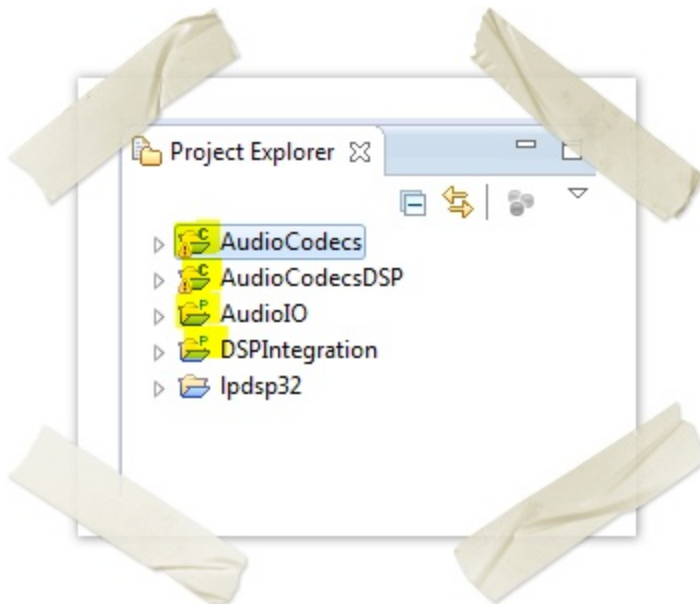 Project Explorer
C AudioCodecs
C AudioCodecsDSP
P AudioIO
P DSPIntegration
lpdsp32